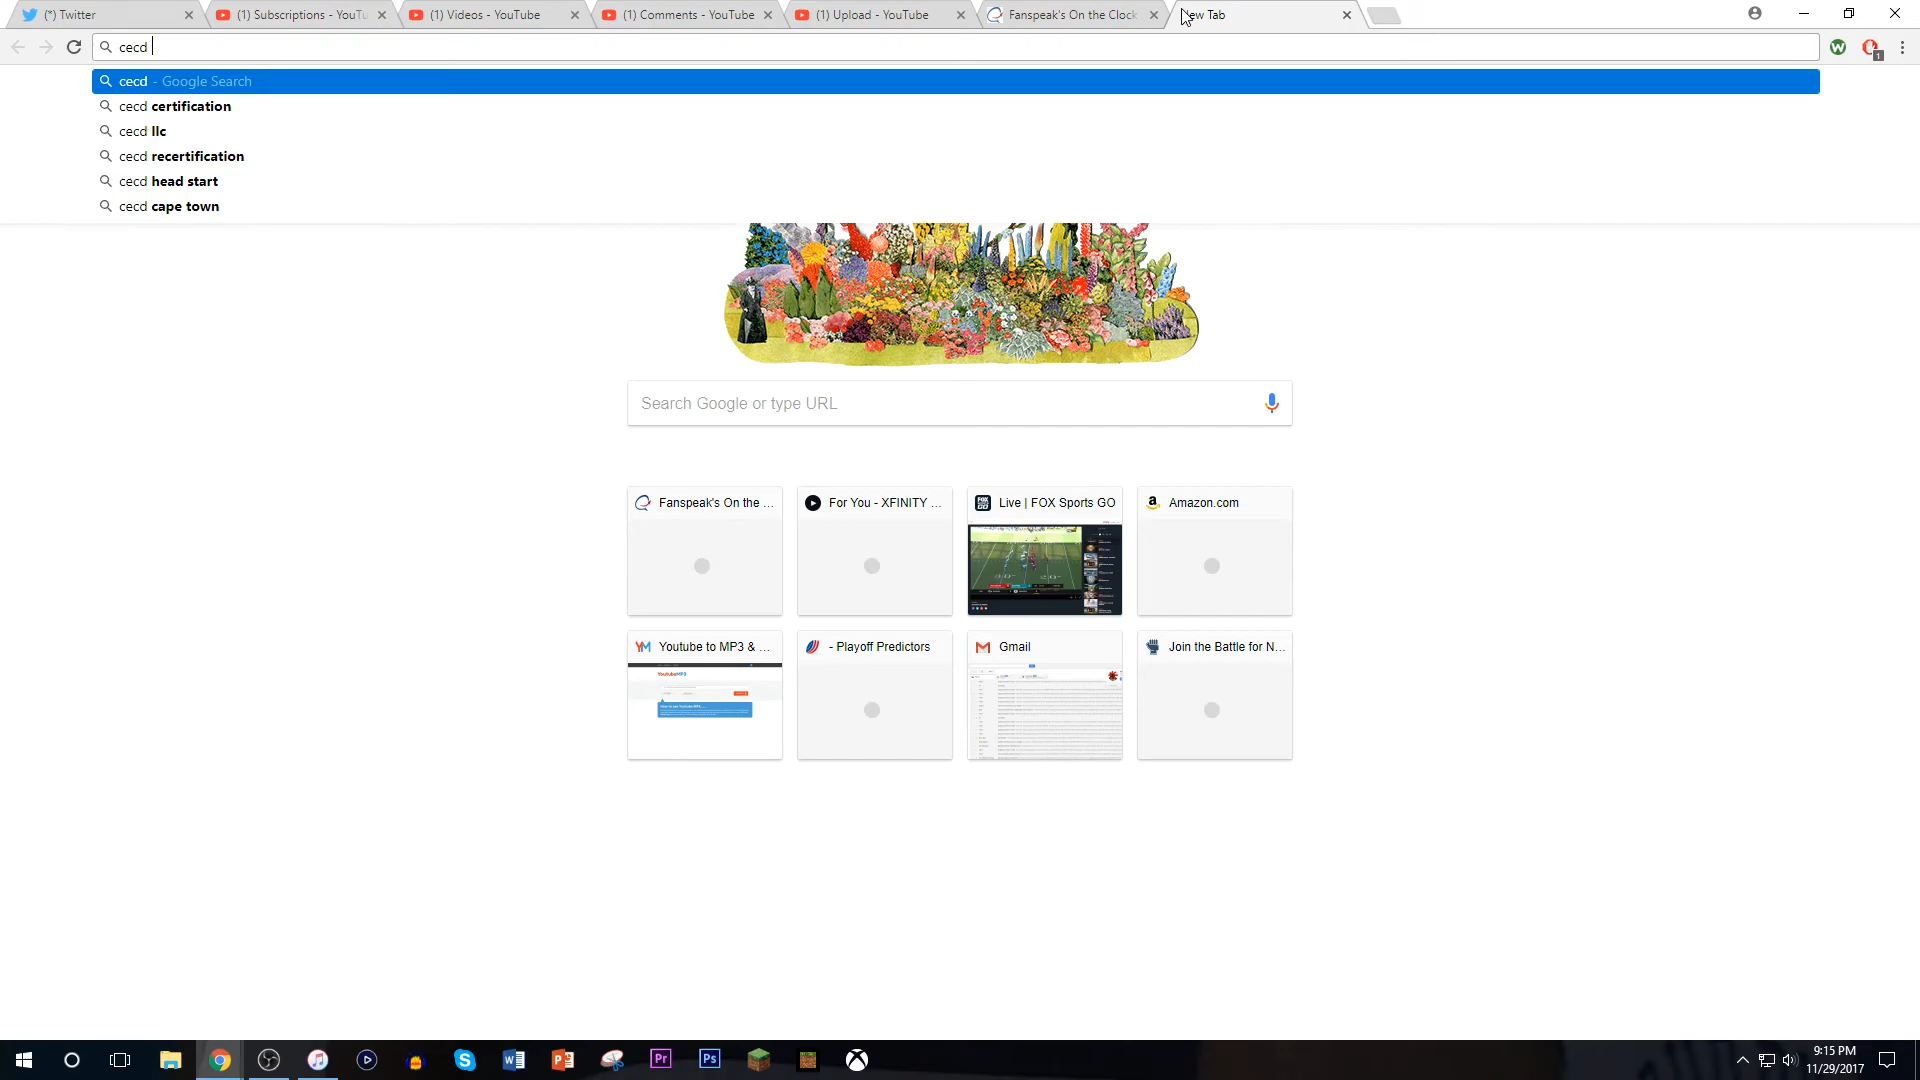 (*) Twitter
(1) Subscriptions - YouTu
(1) Videos - YouTube
(1) Comments - YouTube
(1) Upload - YouTube
Fanspeak's On the Clock
ew Tab
cecd
cecd - Google Search
cecd certification
cecd llc
cecd recertification
cecd head start
cecd cape town
Search Google or type URL
Fanspeak's On the ...
For You - XFINITY ...
Live | FOX Sports GO
Amazon.com
Youtube to MP3 & ...
- Playoff Predictors
Gmail
Join the Battle for N...
9:15 PM
11/29/2017